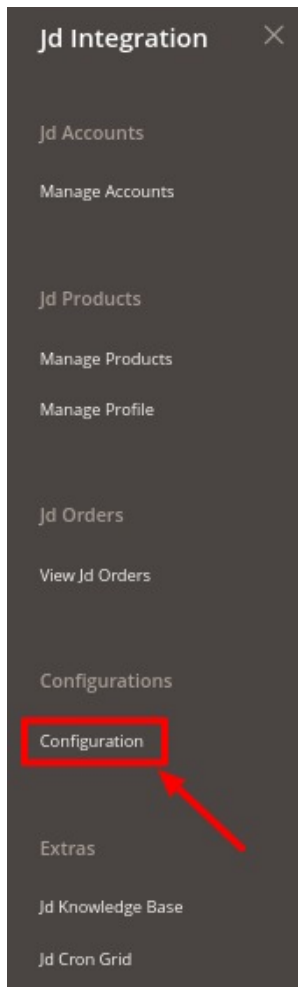 Jd Integration
Jd Accounts
Manage Accounts
Jd Products
Manage Products
Manage Profile
Jd Orders
View Jd Orders
Configurations
Configuration
Extras
Jd Knowledge Base
Jd Cron Grid